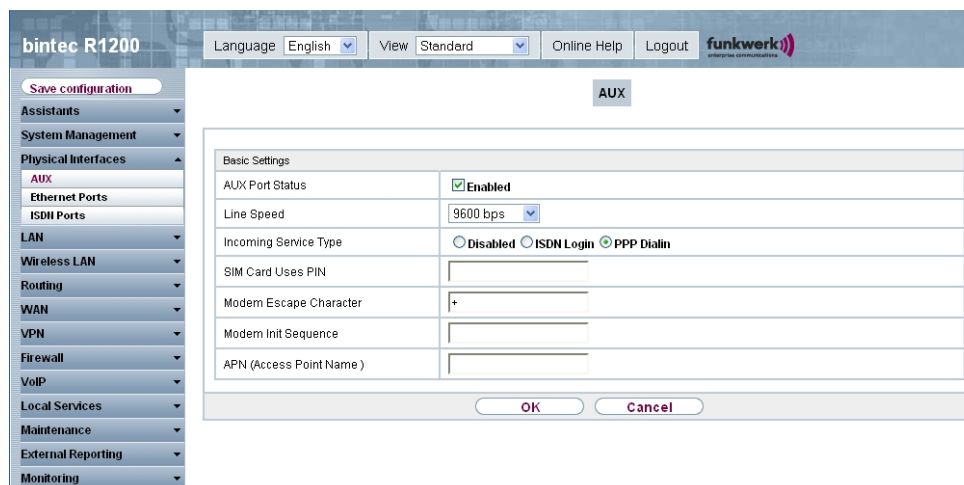 bintec R1200
Language English View Standard Online Help Logout funkwerk
enterprise communications
Save configuration
Assistants
System Management
Physical Interfaces
AUX
Ethernet Ports
ISDN Ports
LAN
Wireless LAN
Routing
WAN
VPN
Firewall
VoIP
Local Services
Maintenance
External Reporting
Monitoring
AUX
Basic Settings
AUX Port Status Enabled
Line Speed 9600 bps
Incoming Service Type Disabled ISDN Login PPP Dialin
SIM Card Uses PIN
Modem Escape Character +
Modem Init Sequence
APN (Access Point Name )
OK Cancel